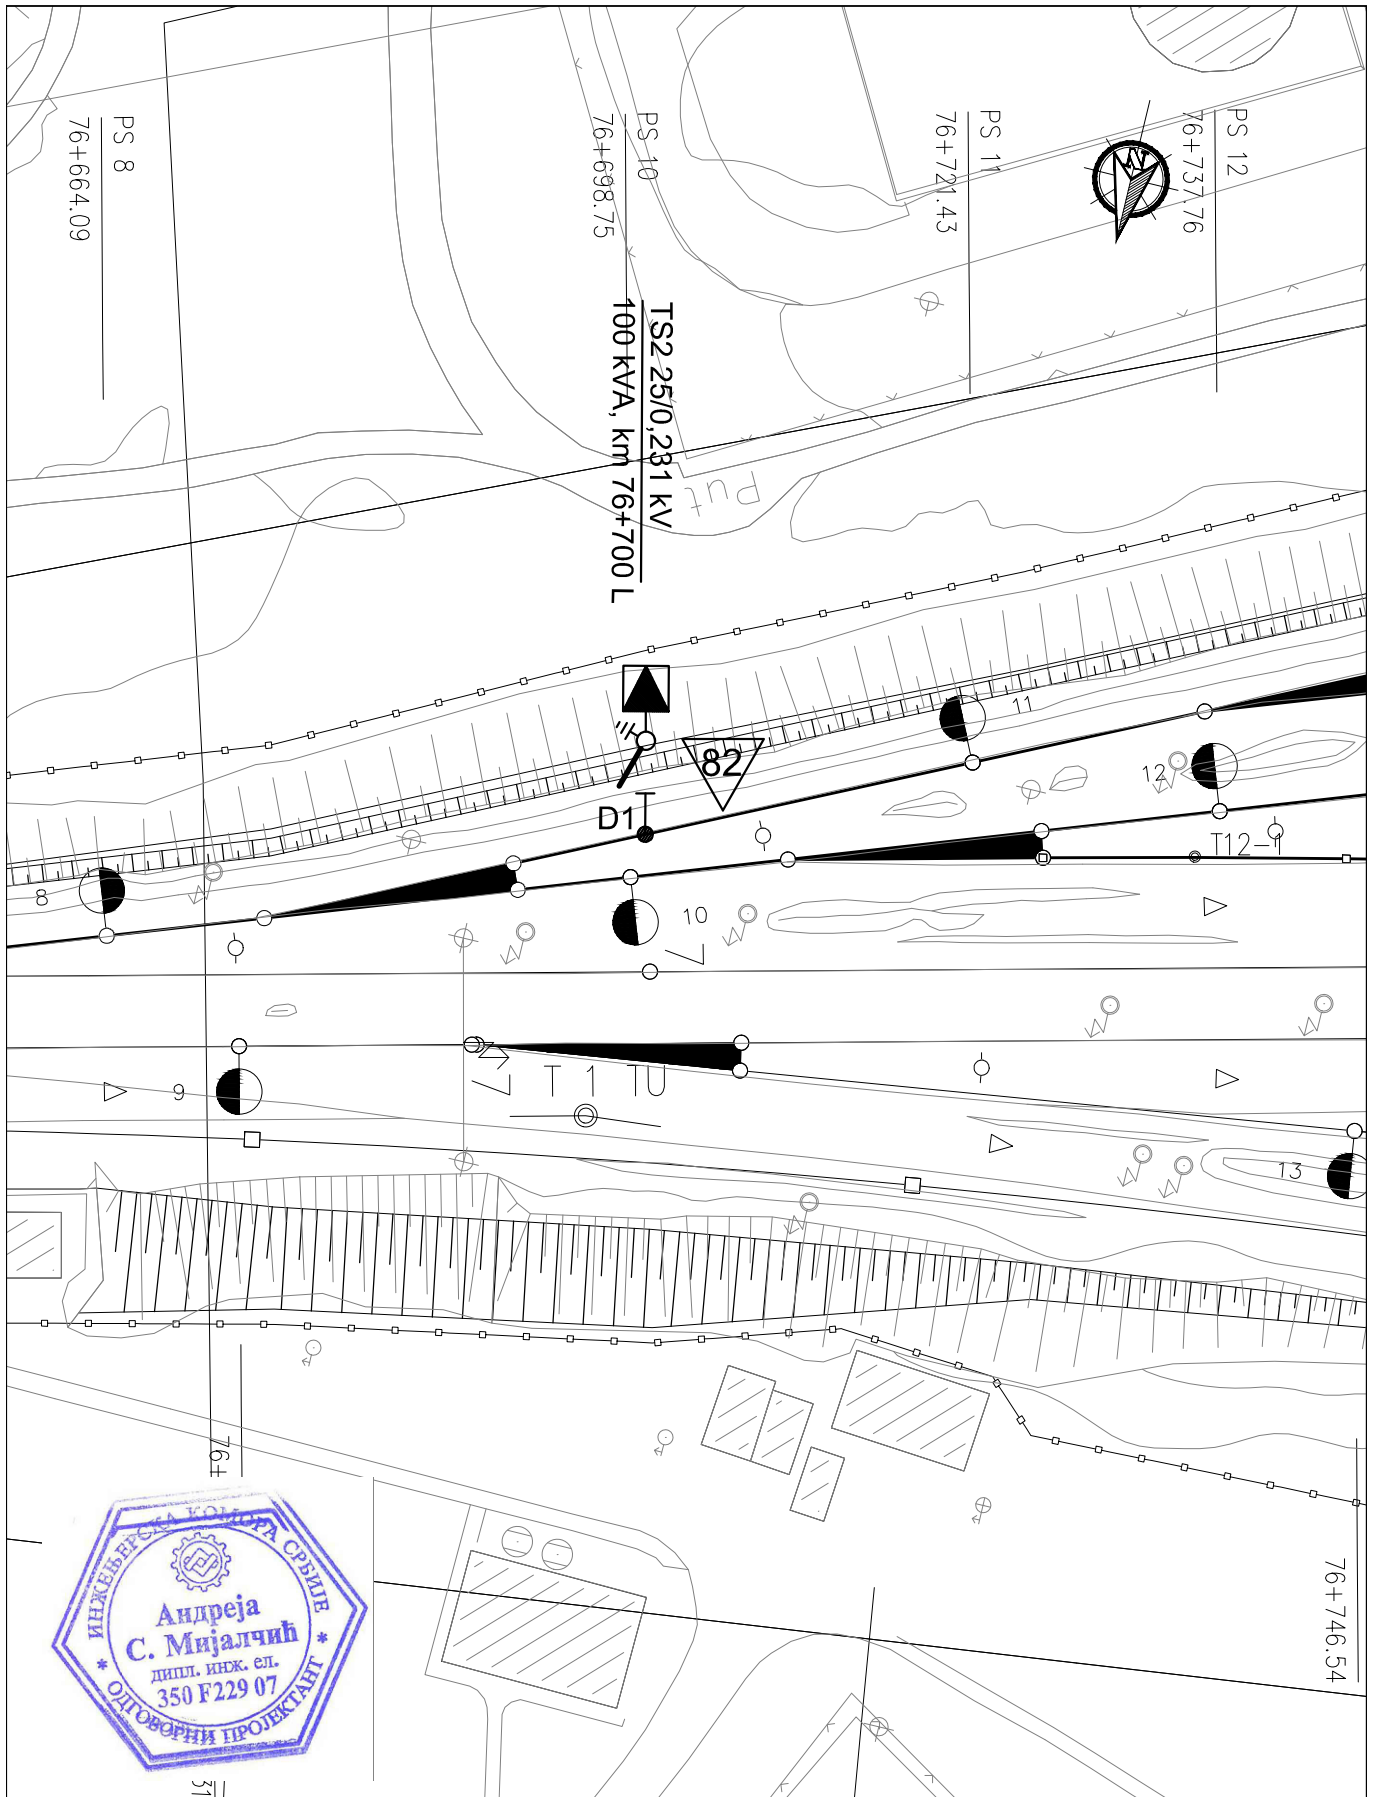 PS 8
76+664.09
PS 10
76+698.75
PS 11
76+721.43
PS 12
76+737.76
TS2 25/0,231 kV
100 kVA, km 76+700 L
Put
11
82
12
D1
T12-1
8
10
T 1 TU
9
13
76+
76+746.54
31
ИНЖЕЊЕРСКА КОМОРА СРБИЈЕ
Андреја
С. Мијалчић
дипл. инж. ел.
350 F229 07
* ОДГОВОРНИ ПРОЈЕКТАНТ *